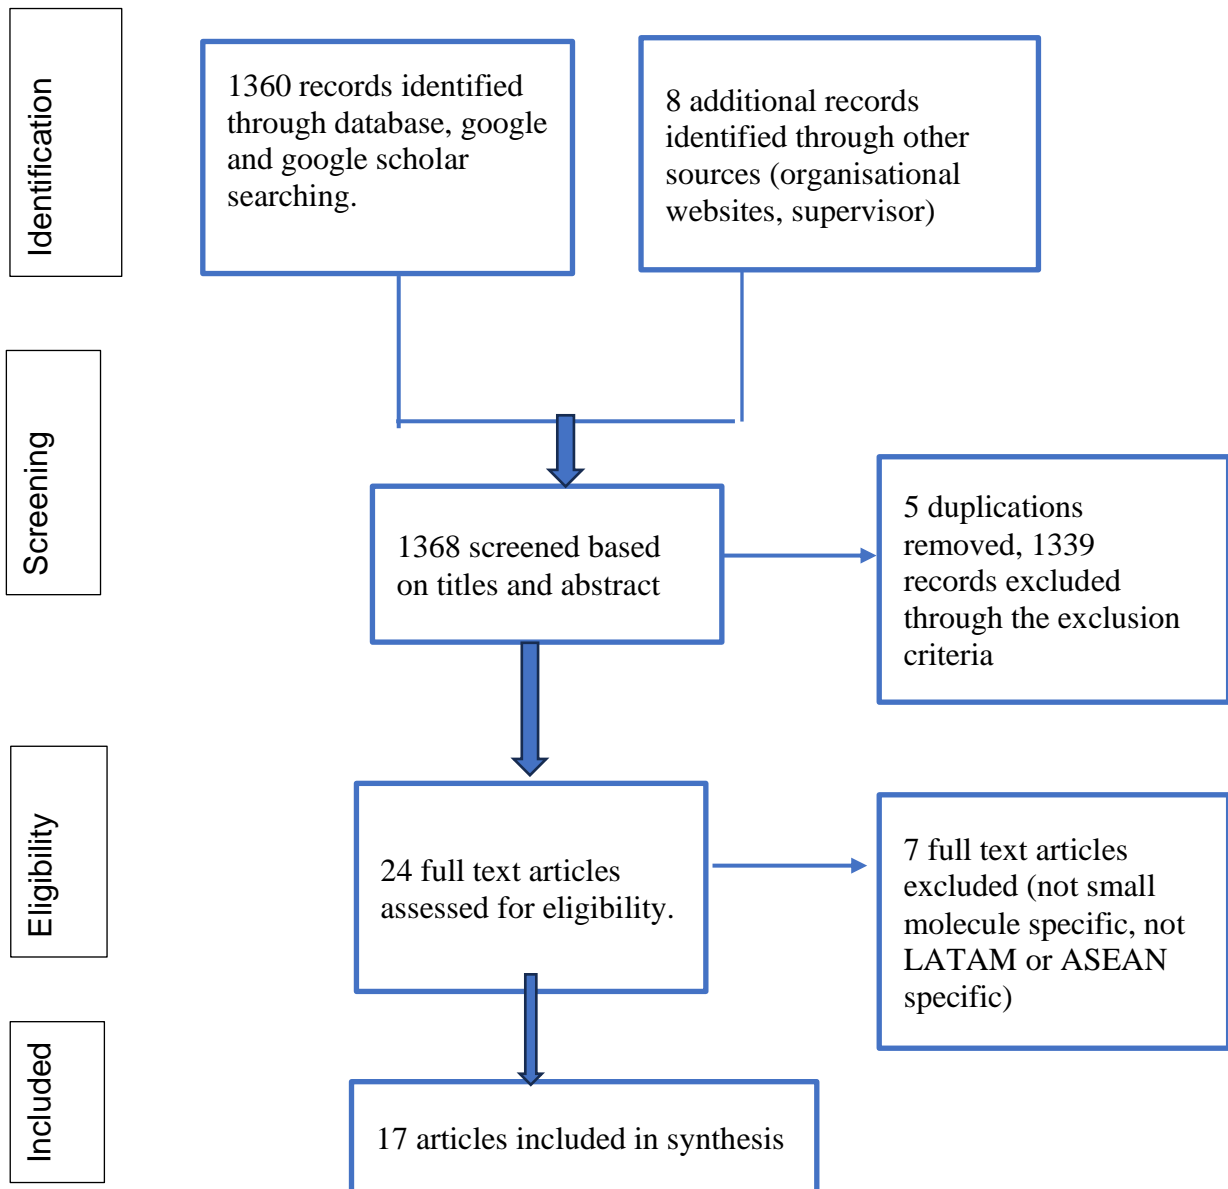 Identification
1360 records identified
through database, google
and google scholar
searching.
8 additional records
identified through other
sources (organisational
websites, supervisor)
Screening
1368 screened based
on titles and abstract
5 duplications
removed, 1339
records excluded
through the exclusion
criteria
Eligibility
24 full text articles
assessed for eligibility.
7 full text articles
excluded (not small
molecule specific, not
LATAM or ASEAN
specific)
Included
17 articles included in synthesis